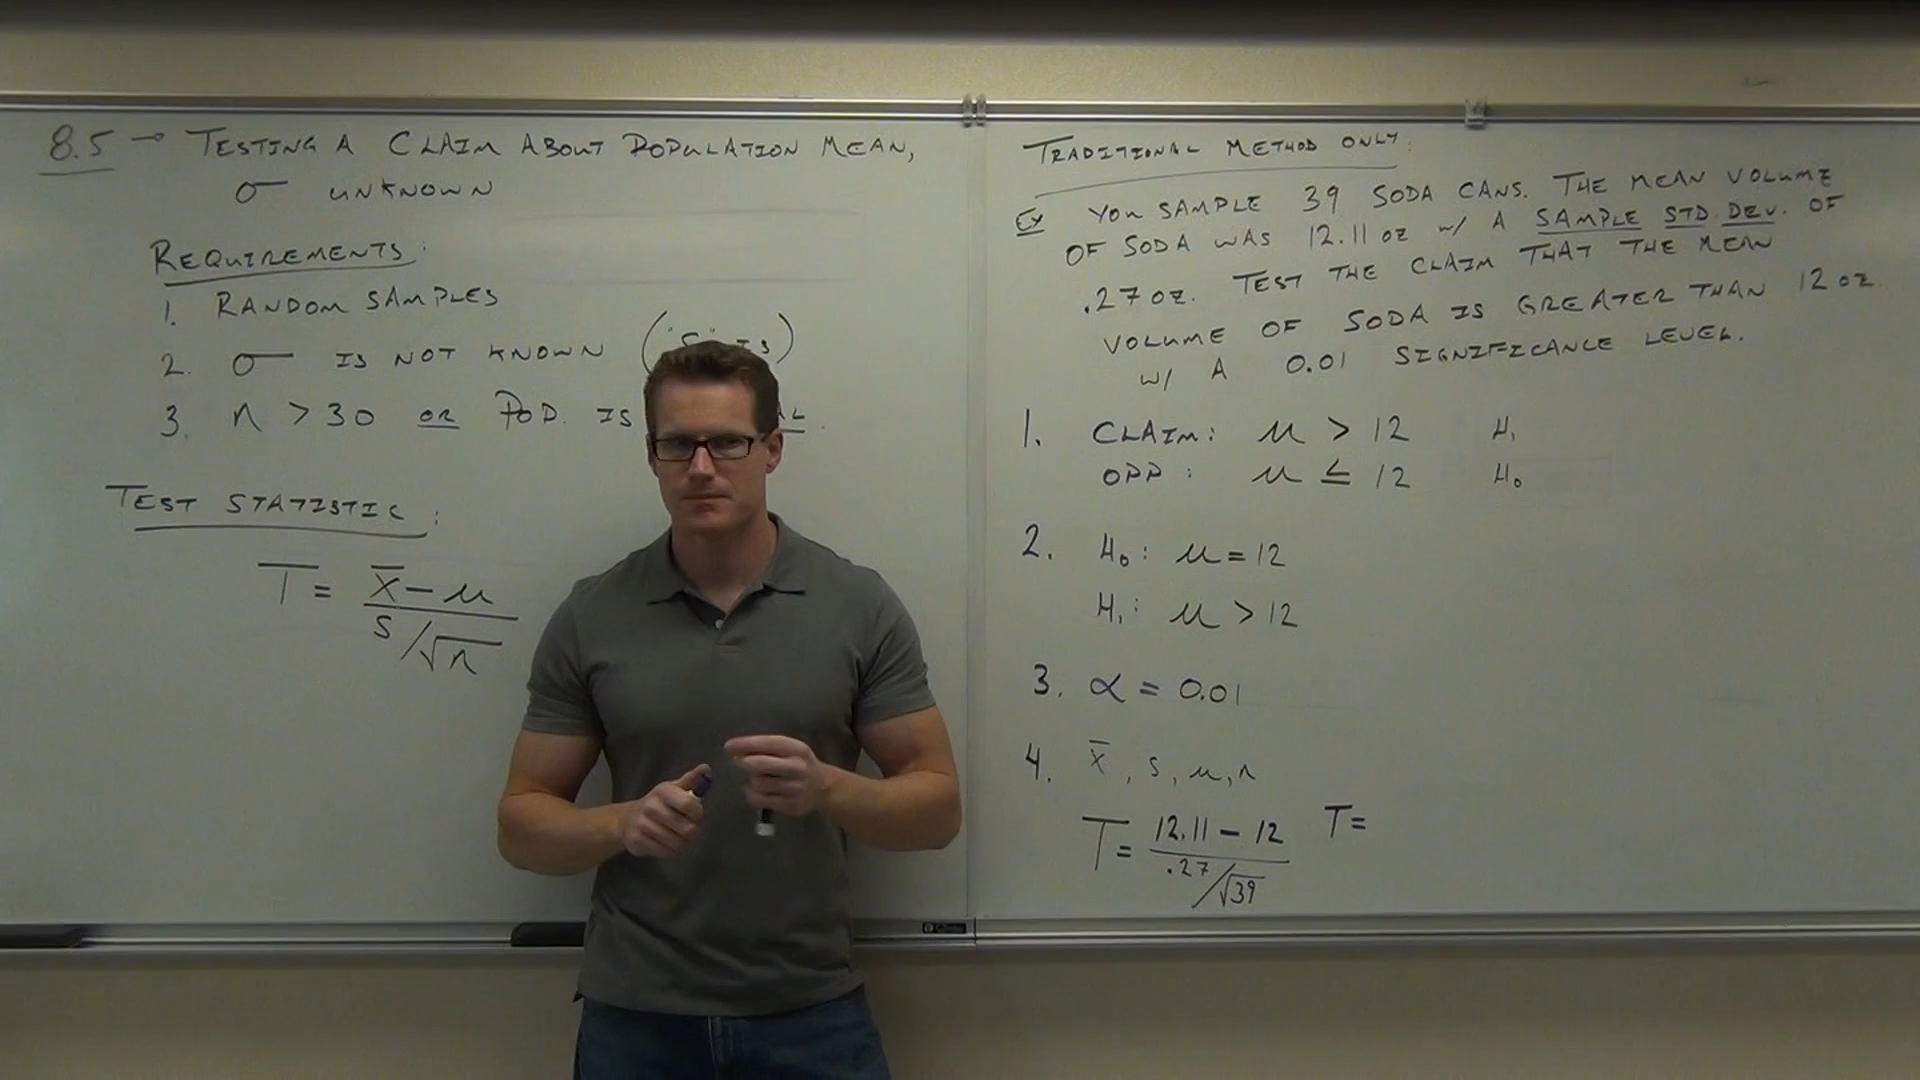 8.5 → TESTING A CLAIM ABOUT POPULATION MEAN,
σ UNKNOWN
REQUIREMENTS:
1. RANDOM SAMPLES
2. σ IS NOT KNOWN ("S" IS)
3. n > 30 OR POP. IS AL.
TEST STATISTIC:
T = x̄ - μ
s/√n
TRADITIONAL METHOD ONLY:
EX YOU SAMPLE 39 SODA CANS. THE MEAN VOLUME
OF SODA WAS 12.11 OZ W/ A SAMPLE STD. DEV. OF
.27 OZ. TEST THE CLAIM THAT THE MEAN
VOLUME OF SODA IS GREATER THAN 12 OZ.
W/ A 0.01 SIGNIFICANCE LEVEL.
1. CLAIM: μ > 12 H₁
OPP: μ ≤ 12 H₀
2. H₀: μ = 12
H₁: μ > 12
3. α = 0.01
4. x̄, s, μ, n
T = 12.11 - 12 T =
.27/√39